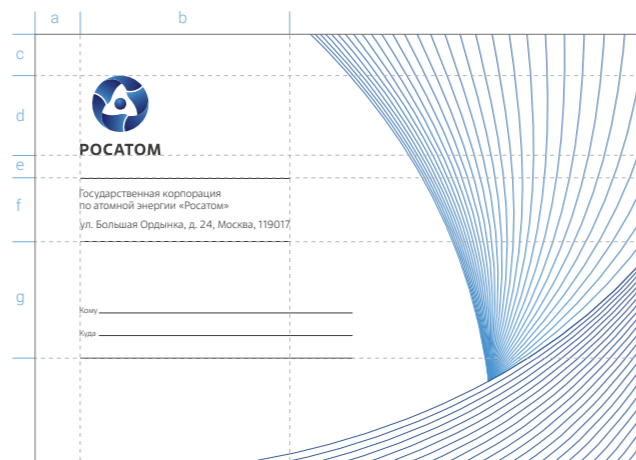 a b
c
d
РОСАТОМ
e
Государственная корпорация
по атомной энергии «Росатом»
f
ул. Большая Ордынка, д. 24, Москва, 119017
g
Кому
Куда